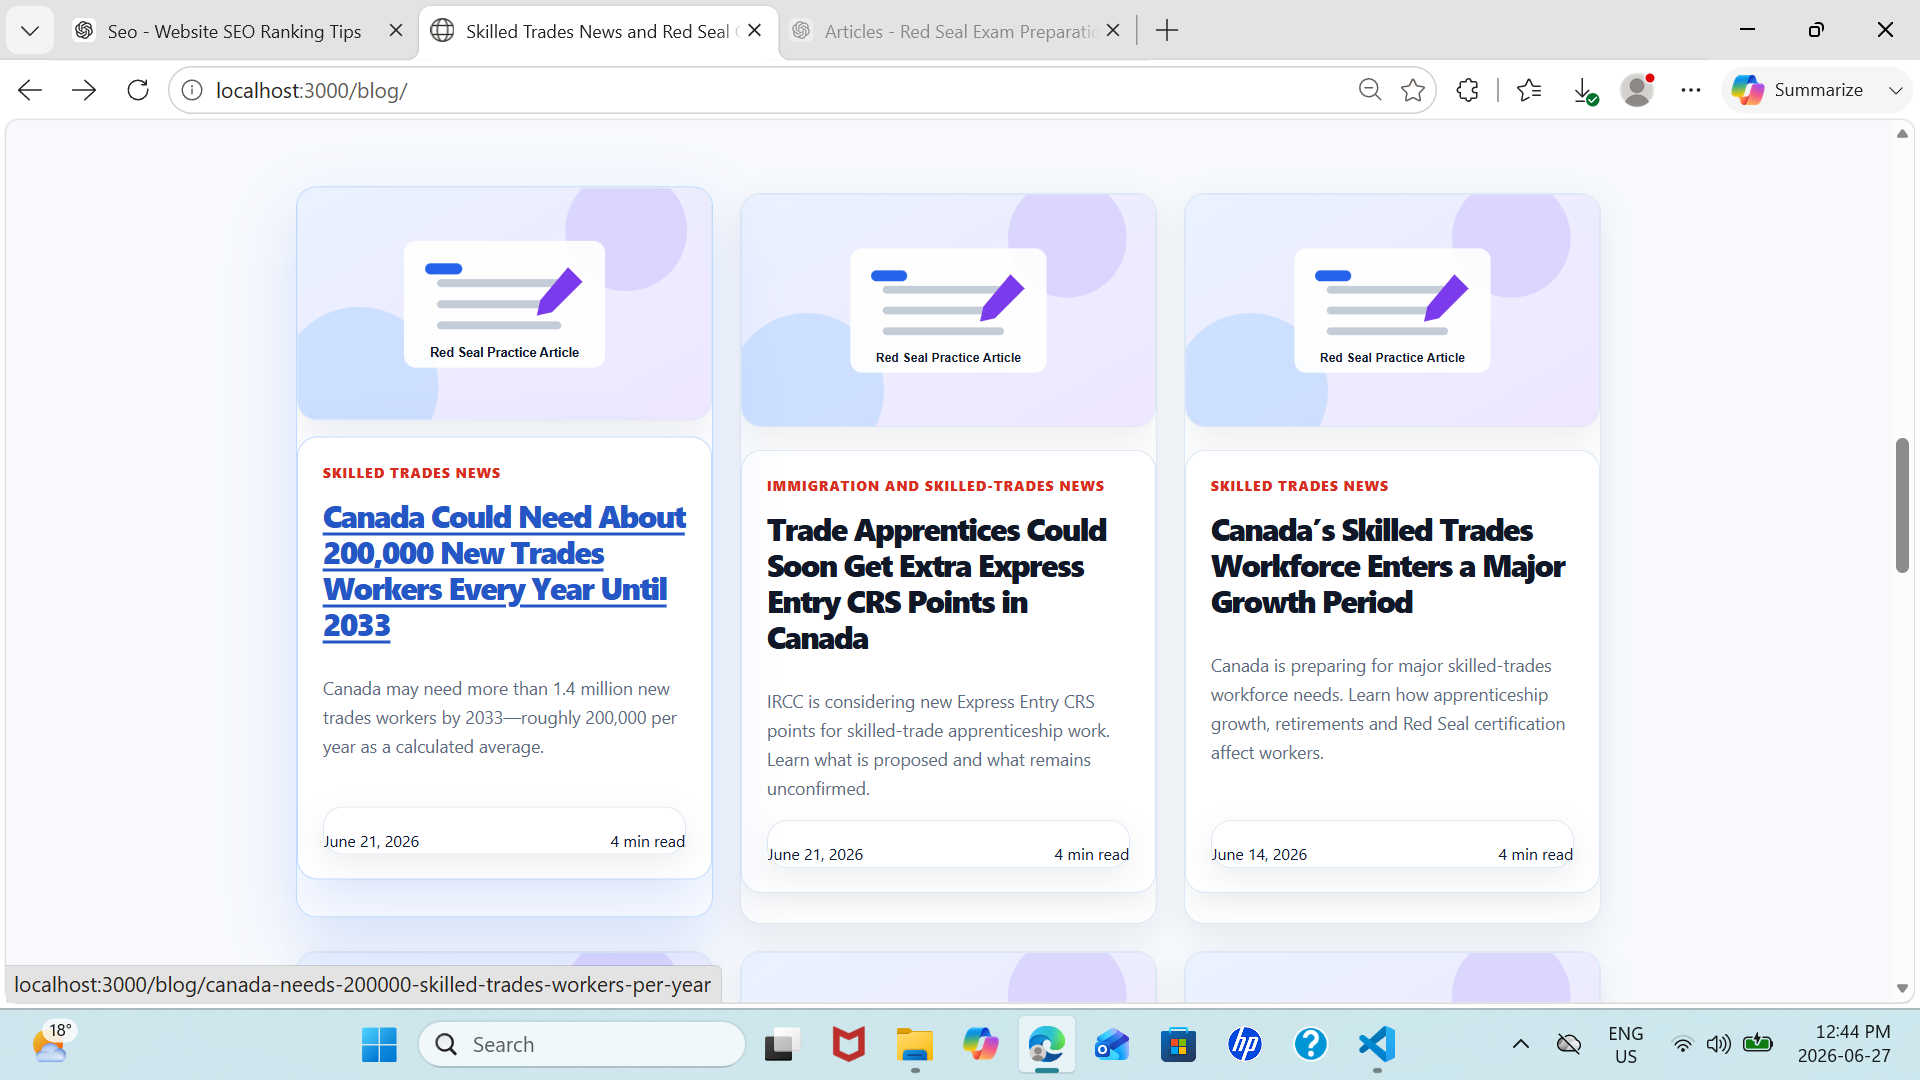 Seo - Website SEO Ranking Tips
Skilled Trades News and Red Seal
Articles - Red Seal Exam Preparatio
localhost:3000/blog/
Summarize
Red Seal Practice Article
SKILLED TRADES NEWS
Canada Could Need About
200,000 New Trades
Workers Every Year Until
2033
Canada may need more than 1.4 million new
trades workers by 2033—roughly 200,000 per
year as a calculated average.
June 21, 2026
4 min read
Red Seal Practice Article
IMMIGRATION AND SKILLED-TRADES NEWS
Trade Apprentices Could
Soon Get Extra Express
Entry CRS Points in
Canada
IRCC is considering new Express Entry CRS
points for skilled-trade apprenticeship work.
Learn what is proposed and what remains
unconfirmed.
June 21, 2026
4 min read
Red Seal Practice Article
SKILLED TRADES NEWS
Canada's Skilled Trades
Workforce Enters a Major
Growth Period
Canada is preparing for major skilled-trades
workforce needs. Learn how apprenticeship
growth, retirements and Red Seal certification
affect workers.
June 14, 2026
4 min read
localhost:3000/blog/canada-needs-200000-skilled-trades-workers-per-year
18°
Search
hp
ENG
US
12:44 PM
2026-06-27